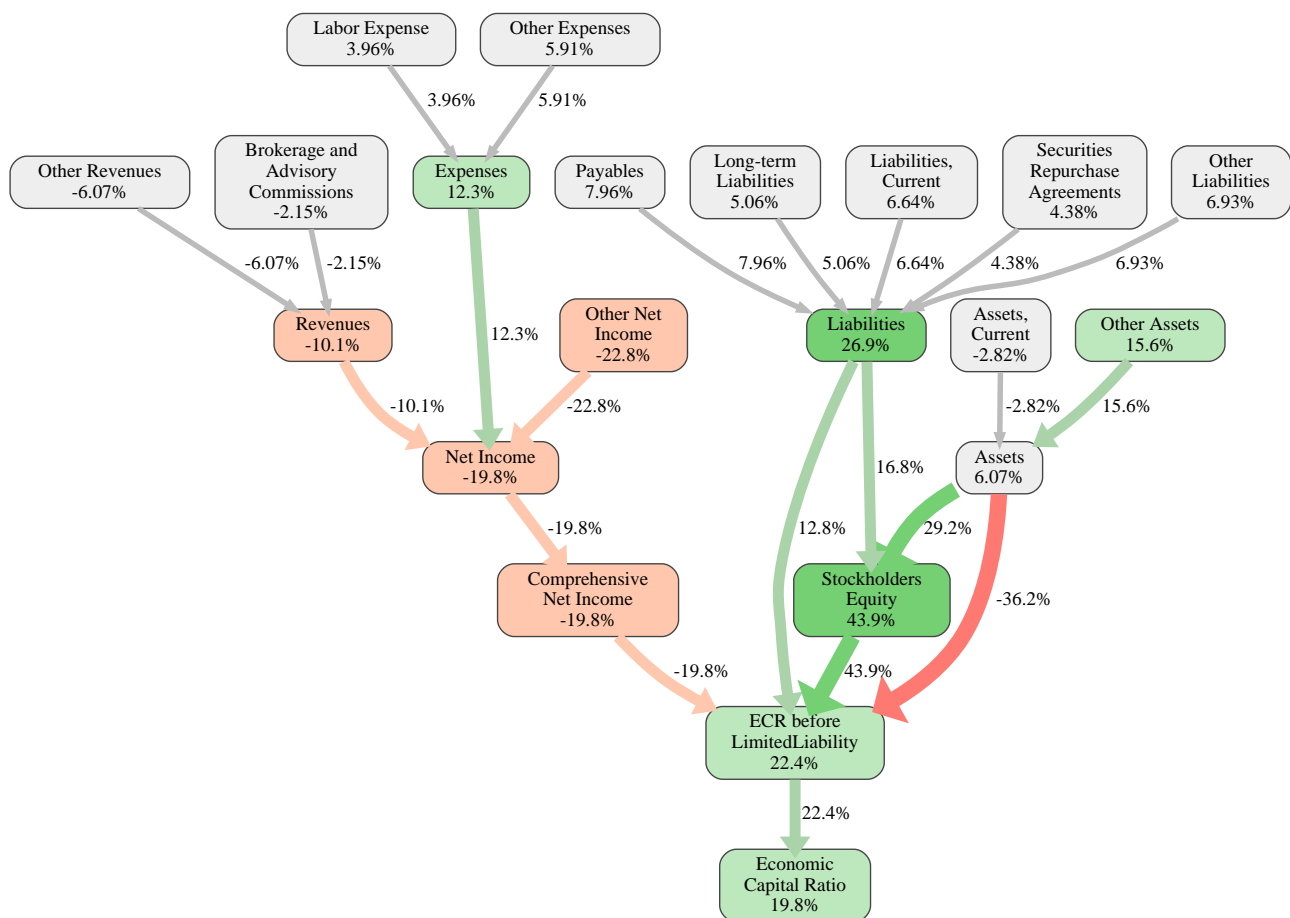 Labor Expense
3.96%
Other Expenses
5.91%
3.96%
5.91%
Other Revenues
-6.07%
Brokerage and
Advisory
Commissions
-2.15%
Expenses
12.3%
Payables
7.96%
Long-term
Liabilities
5.06%
Liabilities,
Current
6.64%
Securities
Repurchase
Agreements
4.38%
Other
Liabilities
6.93%
-6.07%
-2.15%
7.96%
5.06%
6.64%
4.38%
6.93%
Revenues
-10.1%
12.3%
Other Net
Income
-22.8%
Liabilities
26.9%
Assets,
Current
-2.82%
Other Assets
15.6%
-10.1%
-22.8%
-2.82%
15.6%
Net Income
-19.8%
16.8%
Assets
6.07%
-19.8%
12.8%
29.2%
Comprehensive
Net Income
-19.8%
Stockholders
Equity
43.9%
-36.2%
-19.8%
43.9%
ECR before
LimitedLiability
22.4%
22.4%
Economic
Capital Ratio
19.8%